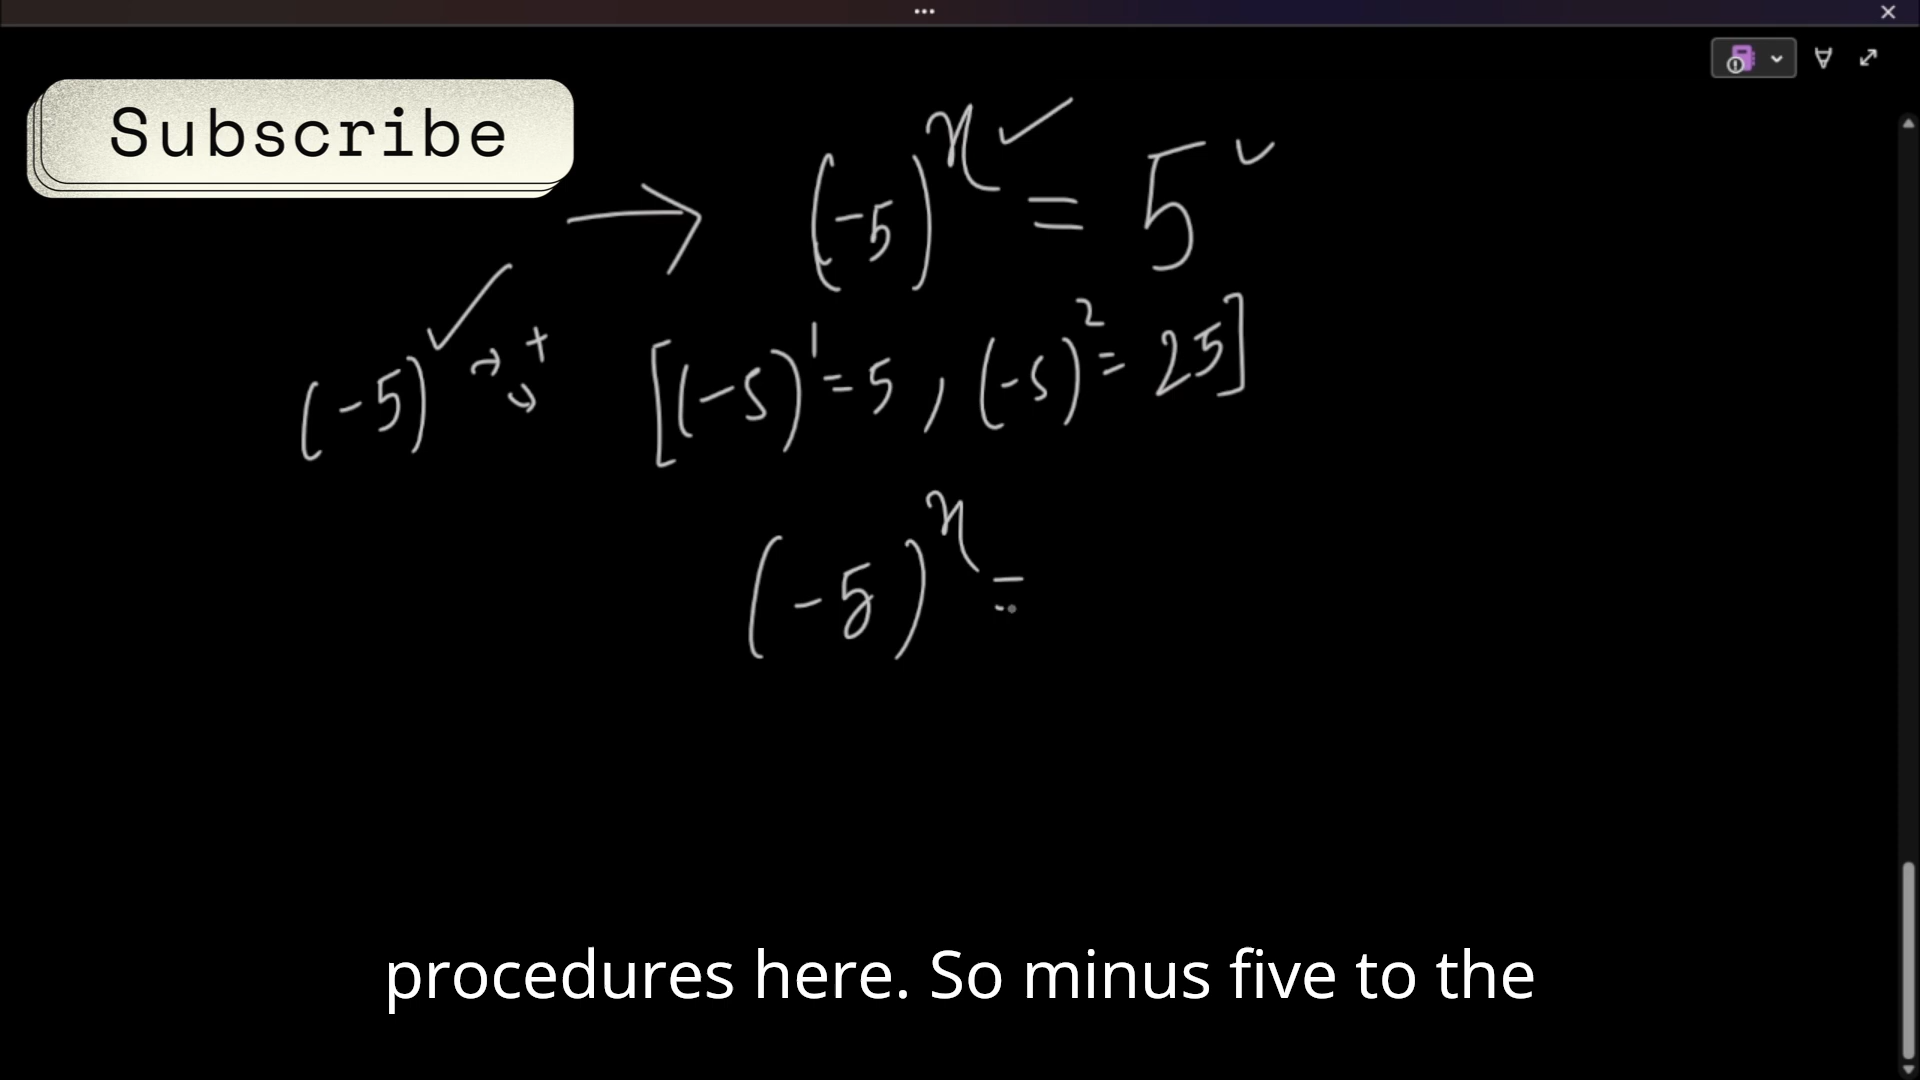 Subscribe
→ (-5)^x ✓ = 5 ✓
(-5)^✓ → + [(-5)^1 = 5 , (-5)^2 = 25]
(-5)^x =
procedures here. So minus five to the